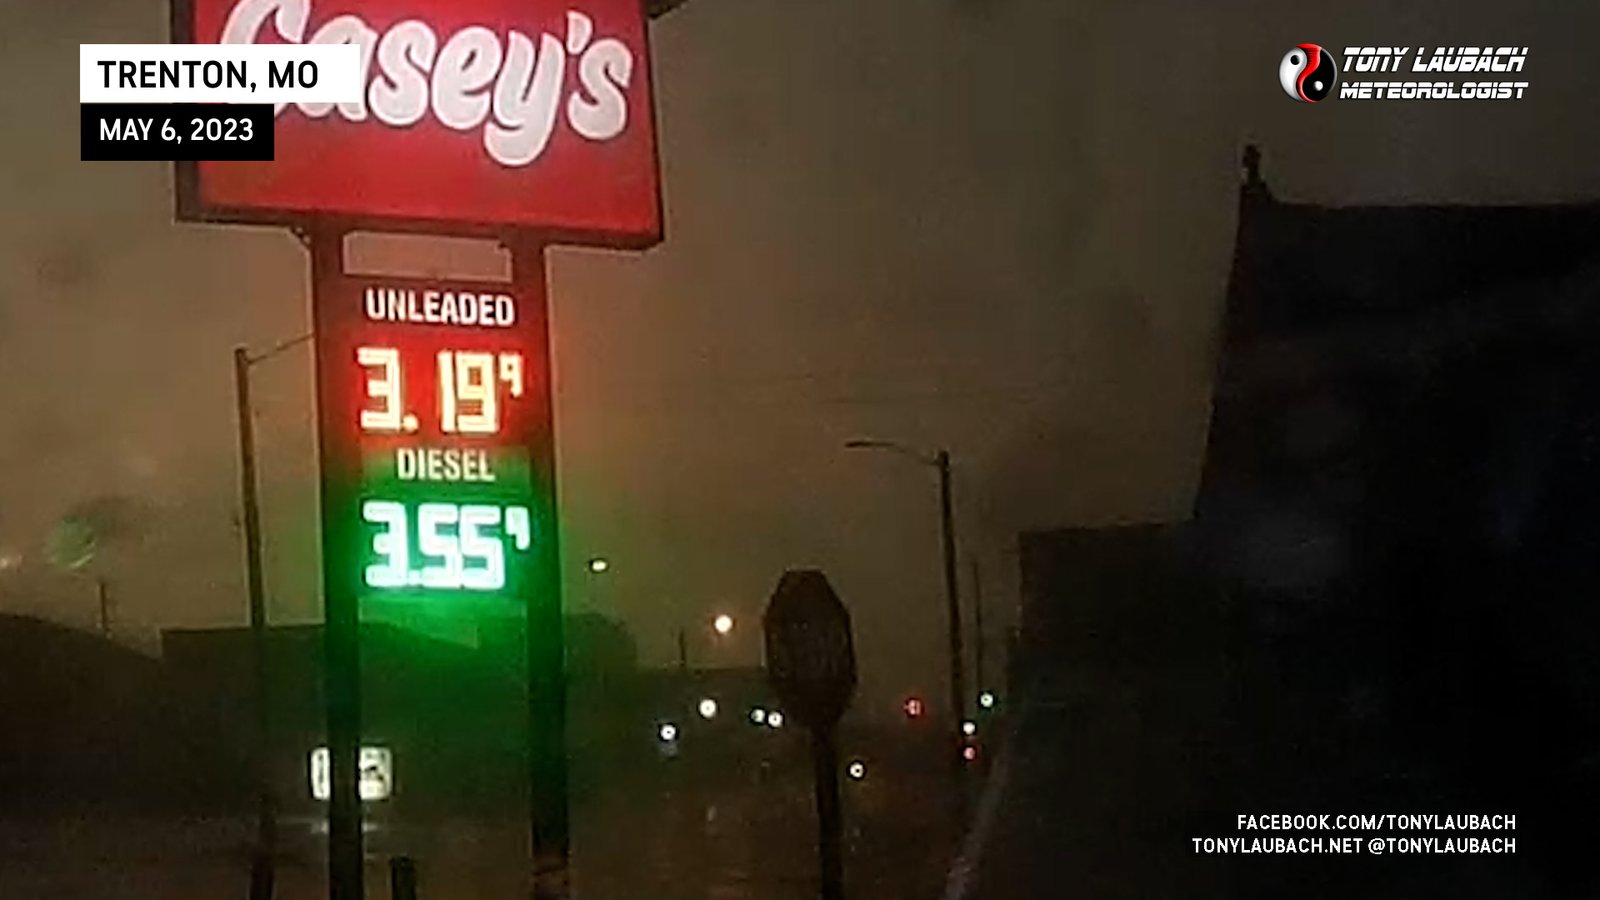 TRENTON, MO
MAY 6, 2023
Casey's
TONY LAUBACH
METEOROLOGIST
UNLEADED
3.19⁹
DIESEL
3.55⁹
FACEBOOK.COM/TONYLAUBACH
TONYLAUBACH.NET @TONYLAUBACH